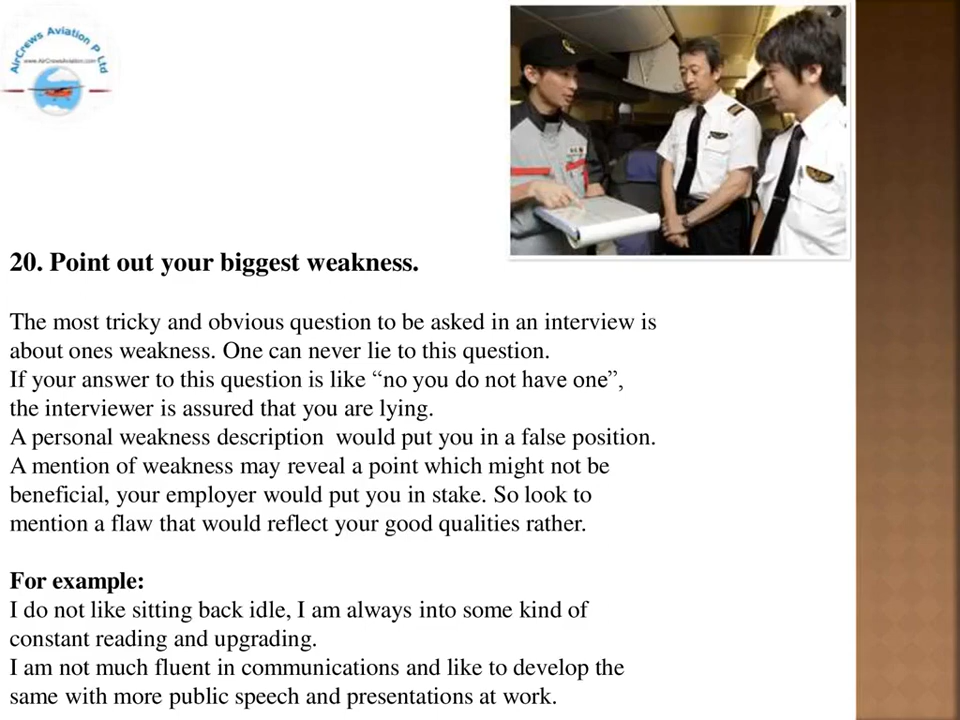 AirCrews Aviation P Ltd
www.AirCrewsAviation.com
20. Point out your biggest weakness.
The most tricky and obvious question to be asked in an interview is
about ones weakness. One can never lie to this question.
If your answer to this question is like “no you do not have one”,
the interviewer is assured that you are lying.
A personal weakness description  would put you in a false position.
A mention of weakness may reveal a point which might not be
beneficial, your employer would put you in stake. So look to
mention a flaw that would reflect your good qualities rather.
For example:
I do not like sitting back idle, I am always into some kind of
constant reading and upgrading.
I am not much fluent in communications and like to develop the
same with more public speech and presentations at work.